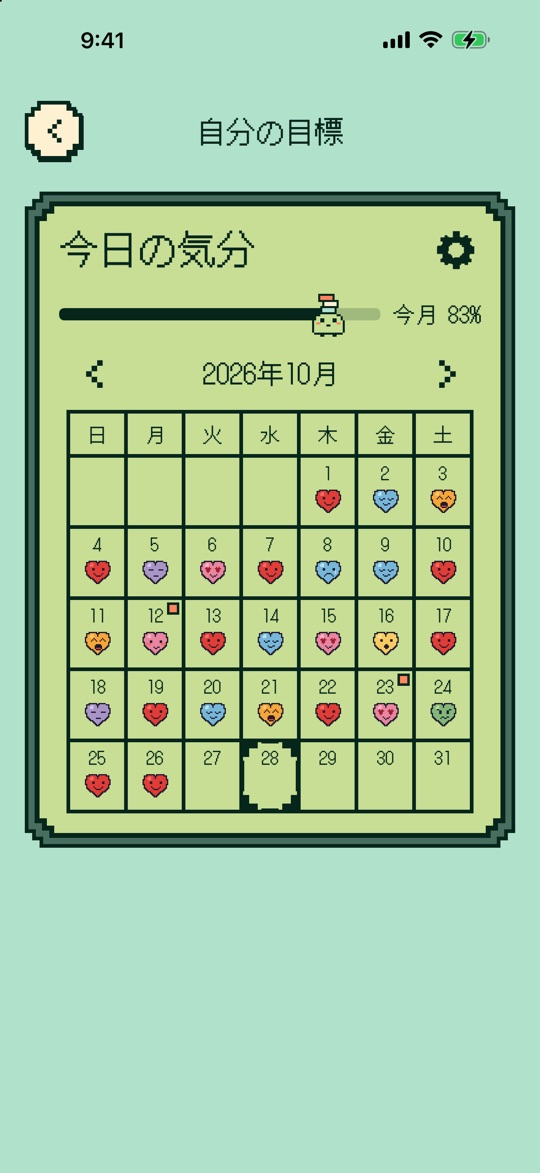 9:41
自分の目標
今日の気分
今月 83%
2026年10月
日 月 火 水 木 金 土
1 2 3
4 5 6 7 8 9 10
11 12 13 14 15 16 17
18 19 20 21 22 23 24
25 26 27 28 29 30 31